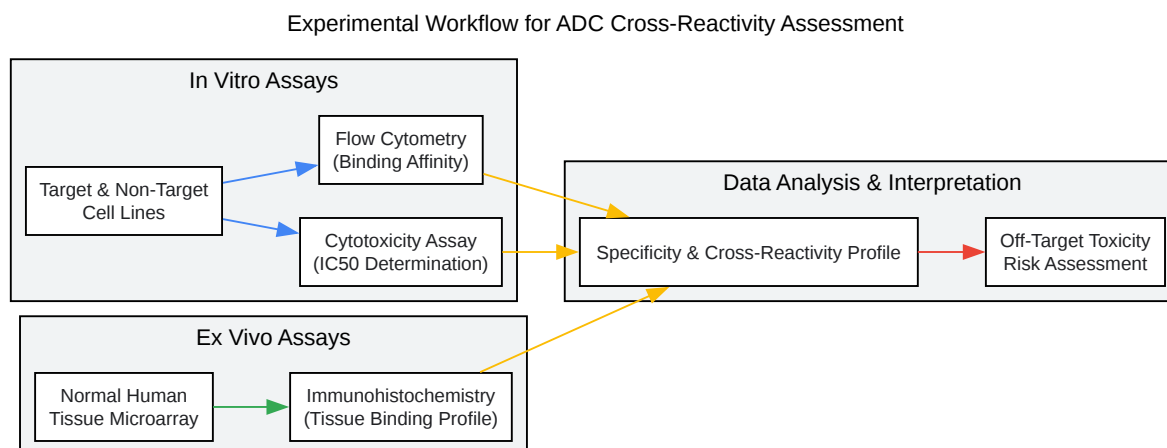 Experimental Workflow for ADC Cross-Reactivity Assessment
In Vitro Assays
Target & Non-Target
Cell Lines
Flow Cytometry
(Binding Affinity)
Cytotoxicity Assay
(IC50 Determination)
Data Analysis & Interpretation
Specificity & Cross-Reactivity Profile
Off-Target Toxicity
Risk Assessment
Ex Vivo Assays
Normal Human
Tissue Microarray
Immunohistochemistry
(Tissue Binding Profile)